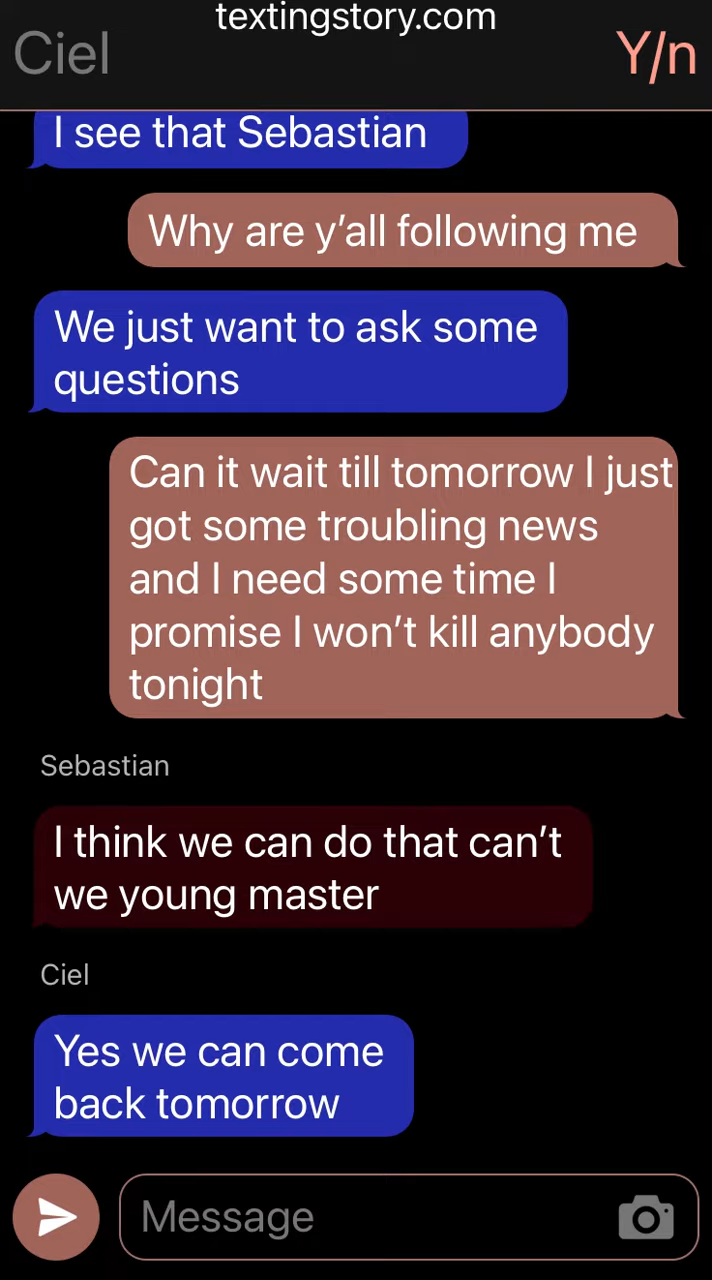 textingstory.com
Ciel
Y/n
I see that Sebastian
Why are y’all following me
We just want to ask some
questions
Can it wait till tomorrow I just
got some troubling news
and I need some time I
promise I won’t kill anybody
tonight
Sebastian
I think we can do that can’t
we young master
Ciel
Yes we can come
back tomorrow
Message